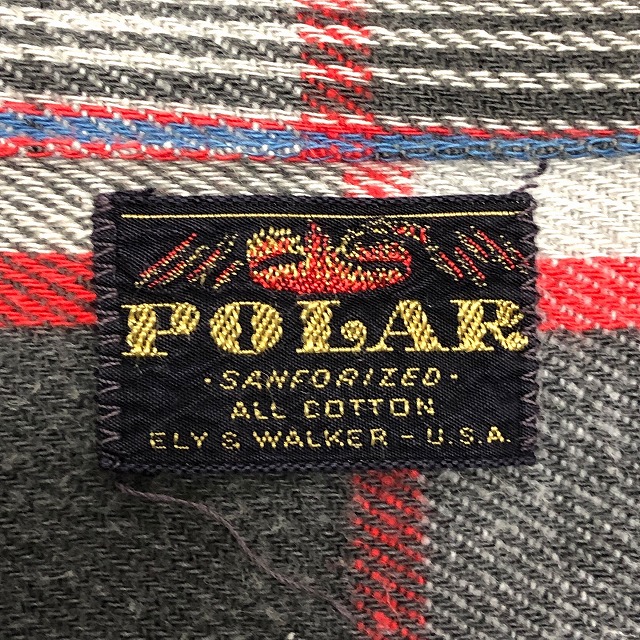 POLAR
·SANFORIZED·
ALL COTTON
ELY & WALKER - U.S.A.